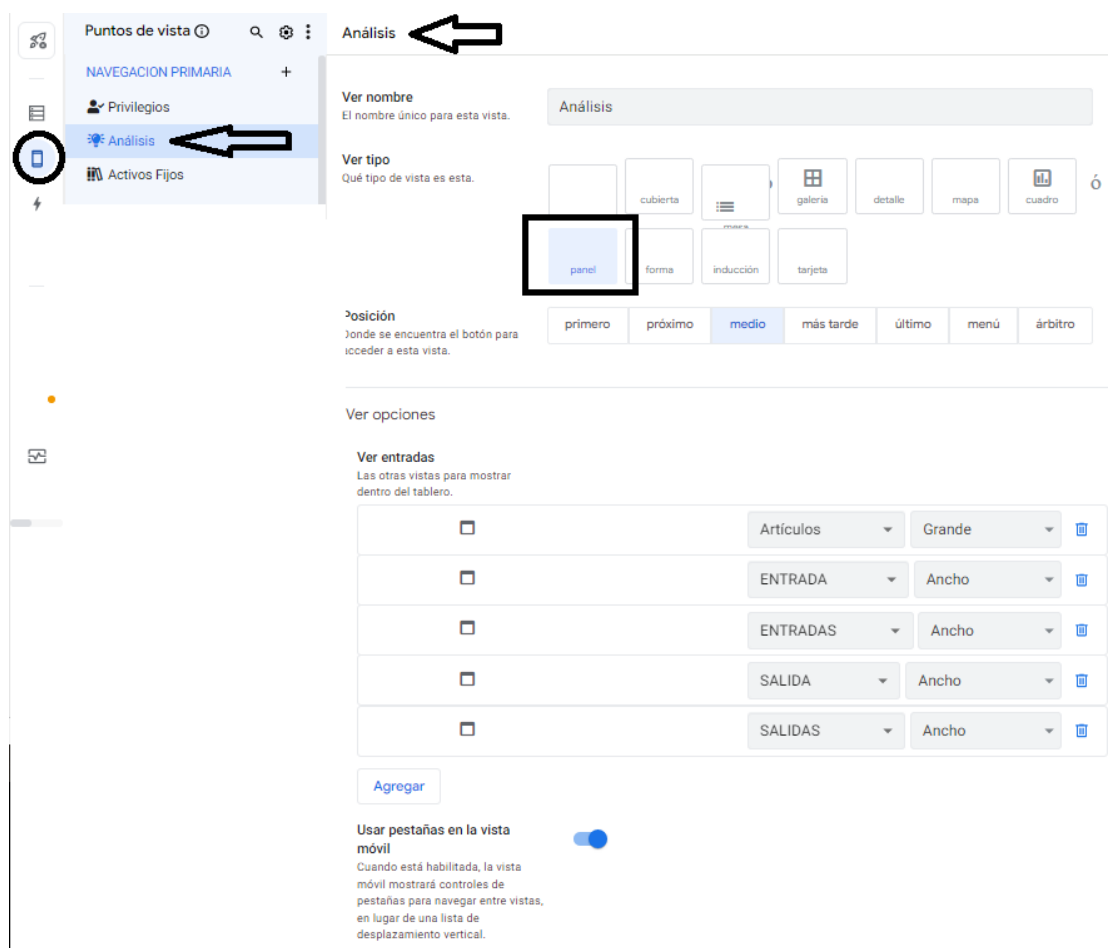 Puntos de vista
NAVEGACION PRIMARIA
Privilegios
Análisis
Activos Fijos
Análisis
Ver nombre
El nombre único para esta vista.
Análisis
Ver tipo
Qué tipo de vista es esta.
cubierta
galería
detalle
mapa
cuadro
ó
panel
forma
inducción
tarjeta
Posición
Donde se encuentra el botón para
acceder a esta vista.
primero
próximo
medio
más tarde
último
menú
árbitro
Ver opciones
Ver entradas
Las otras vistas para mostrar
dentro del tablero.
Artículos Grande
ENTRADA Ancho
ENTRADAS Ancho
SALIDA Ancho
SALIDAS Ancho
Agregar
Usar pestañas en la vista
móvil
Cuando está habilitada, la vista
móvil mostrará controles de
pestañas para navegar entre vistas,
en lugar de una lista de
desplazamiento vertical.